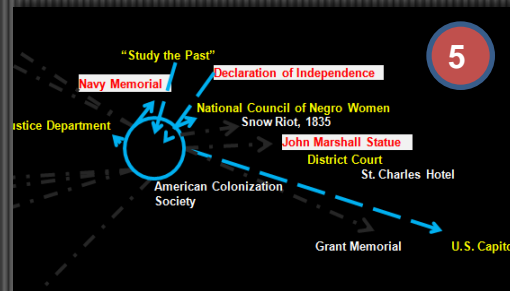 5
“Study the Past”
Declaration of Independence
Navy Memorial
National Council of Negro Women
Snow Riot, 1835
ustice Department
John Marshall Statue
District Court
St. Charles Hotel
American Colonization
Society
Grant Memorial
U.S. Capito